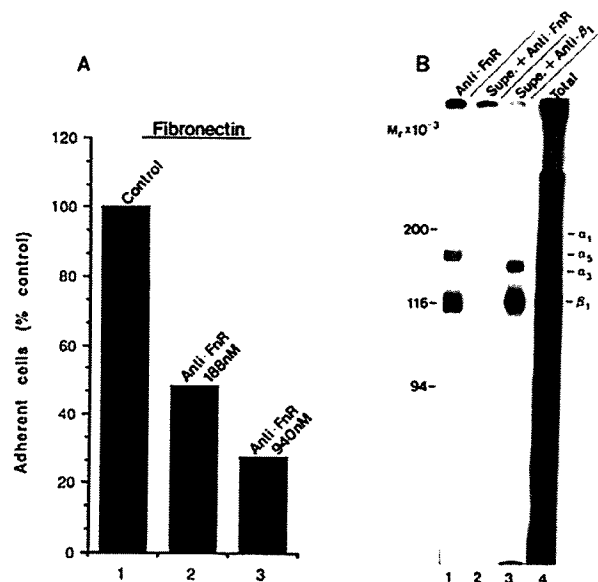 A
Fibronectin
Adherent cells (% control)
120
100
80
60
40
20
0
Control
Anti-FnR
188nM
Anti-FnR
940nM
1 2 3
B
Anti-FnR
Supe. + Anti-FnR
Supe. + Anti-β₁
Total
Mr x10⁻³
200-
116-
94-
-α₁
-α₅
-α₃
-β₁
1 2 3 4